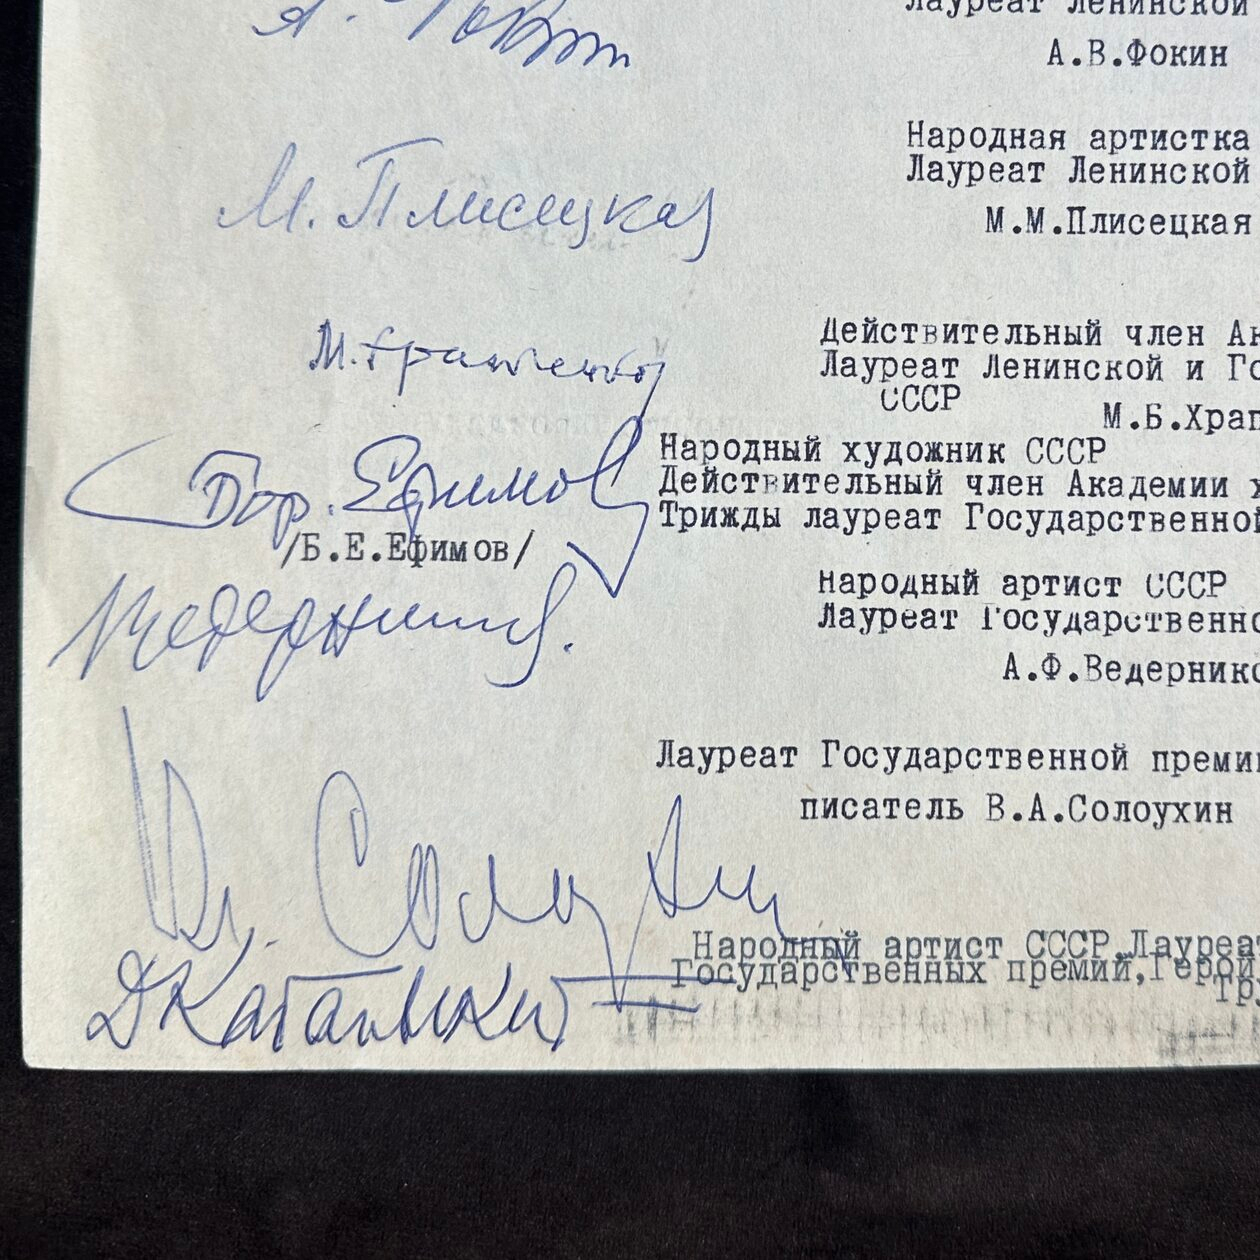 Лауреат Ленинской
А.В.Фокин
Народная артистка
Лауреат Ленинской
М. Плисецкая
М.М.Плисецкая
Действительный член Ак
Лауреат Ленинской и Го
СССР
М.Б.Храп
М. Храпченко
Народный художник СССР
Действительный член Академии х
Трижды лауреат Государственной
Бор. Ефимов
/Б.Е.Ефимов/
Народный артист СССР
Лауреат Государственно
А.Ф.Ведернико
Ведерников.
Лауреат Государственной преми
писатель В.А.Солоухин
Вл. Солоухин
Народный артист СССР,Лауреа
Государственных премий,Герой
Тр